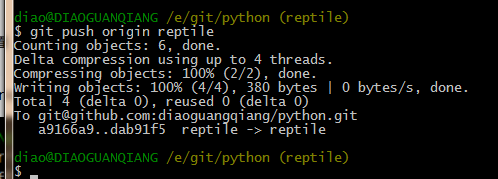 diao@DIAOGUANQIANG /e/git/python (reptile)
$ git push origin reptile
Counting objects: 6, done.
Delta compression using up to 4 threads.
Compressing objects: 100% (2/2), done.
Writing objects: 100% (4/4), 380 bytes | 0 bytes/s, done.
Total 4 (delta 0), reused 0 (delta 0)
To git@github.com:diaoguangqiang/python.git
   a9166a9..dab91f5  reptile -> reptile

diao@DIAOGUANQIANG /e/git/python (reptile)
$